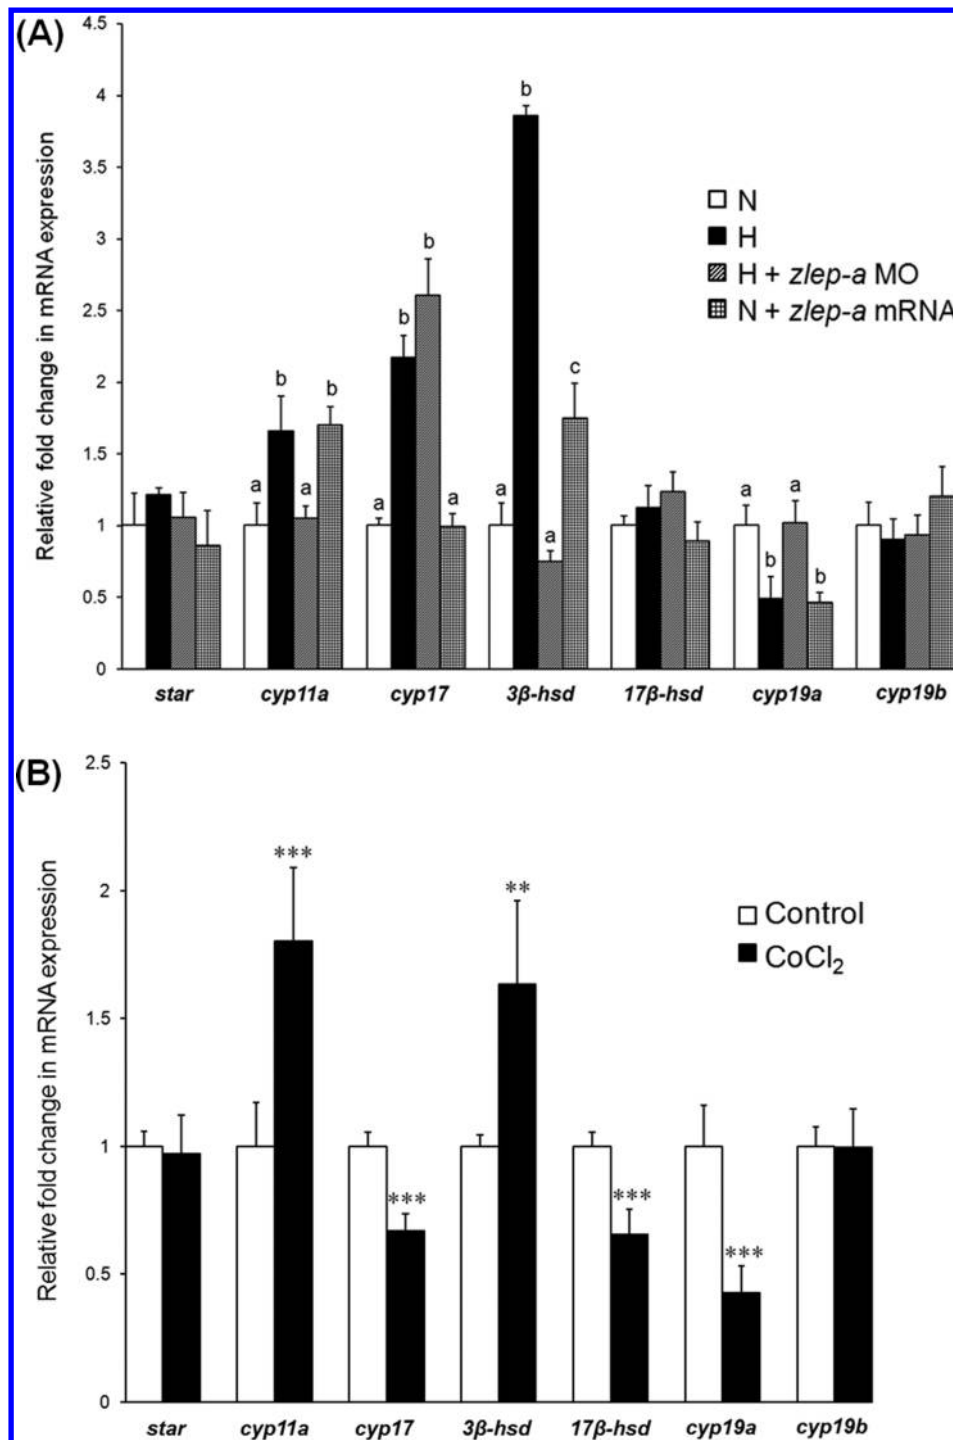 (A)
Relative fold change in mRNA expression
4.5
4
3.5
3
2.5
2
1.5
1
0.5
0
N
H
H + zlep-a MO
N + zlep-a mRNA
a b a b
a b b a
a b a c
a b a b
star cyp11a cyp17 3β-hsd 17β-hsd cyp19a cyp19b
(B)
Relative fold change in mRNA expression
2.5
2
1.5
1
0.5
0
Control
CoCl₂
*** *** ** *** ***
star cyp11a cyp17 3β-hsd 17β-hsd cyp19a cyp19b